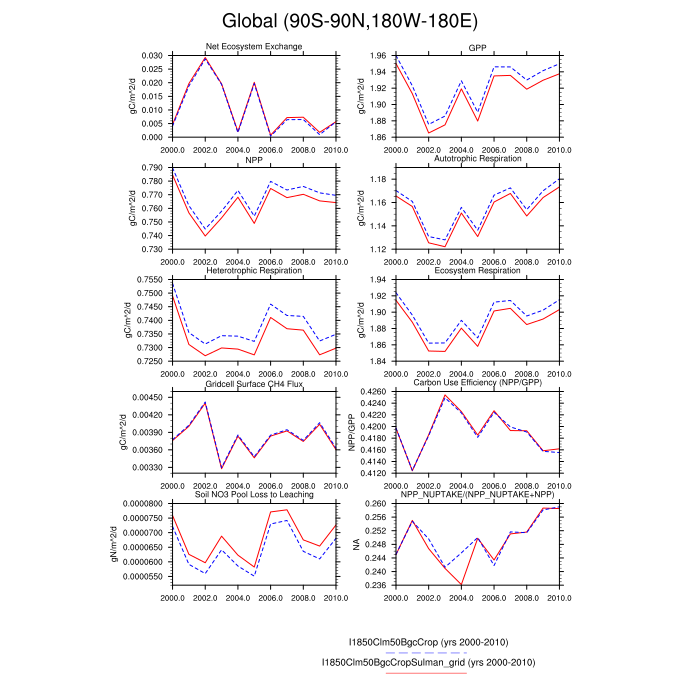 Global (90S-90N,180W-180E)
Net Ecosystem Exchange
gC/m^2/d
0.030
0.025
0.020
0.015
0.010
0.005
0.000
2000.0 2002.0 2004.0 2006.0 2008.0 2010.0
GPP
gC/m^2/d
1.96
1.94
1.92
1.90
1.88
1.86
2000.0 2002.0 2004.0 2006.0 2008.0 2010.0
NPP
gC/m^2/d
0.790
0.780
0.770
0.760
0.750
0.740
0.730
2000.0 2002.0 2004.0 2006.0 2008.0 2010.0
Autotrophic Respiration
gC/m^2/d
1.18
1.16
1.14
1.12
2000.0 2002.0 2004.0 2006.0 2008.0 2010.0
Heterotrophic Respiration
gC/m^2/d
0.7550
0.7500
0.7450
0.7400
0.7350
0.7300
0.7250
2000.0 2002.0 2004.0 2006.0 2008.0 2010.0
Ecosystem Respiration
gC/m^2/d
1.94
1.92
1.90
1.88
1.86
1.84
2000.0 2002.0 2004.0 2006.0 2008.0 2010.0
Gridcell Surface CH4 Flux
gC/m^2/d
0.00450
0.00420
0.00390
0.00360
0.00330
2000.0 2002.0 2004.0 2006.0 2008.0 2010.0
Carbon Use Efficiency (NPP/GPP)
NPP/GPP
0.4260
0.4240
0.4220
0.4200
0.4180
0.4160
0.4140
0.4120
2000.0 2002.0 2004.0 2006.0 2008.0 2010.0
Soil NO3 Pool Loss to Leaching
gN/m^2/d
0.0000800
0.0000750
0.0000700
0.0000650
0.0000600
0.0000550
2000.0 2002.0 2004.0 2006.0 2008.0 2010.0
NPP_NUPTAKE/(NPP_NUPTAKE+NPP)
NA
0.260
0.256
0.252
0.248
0.244
0.240
0.236
2000.0 2002.0 2004.0 2006.0 2008.0 2010.0
I1850Clm50BgcCrop (yrs 2000-2010)
I1850Clm50BgcCropSulman_grid (yrs 2000-2010)